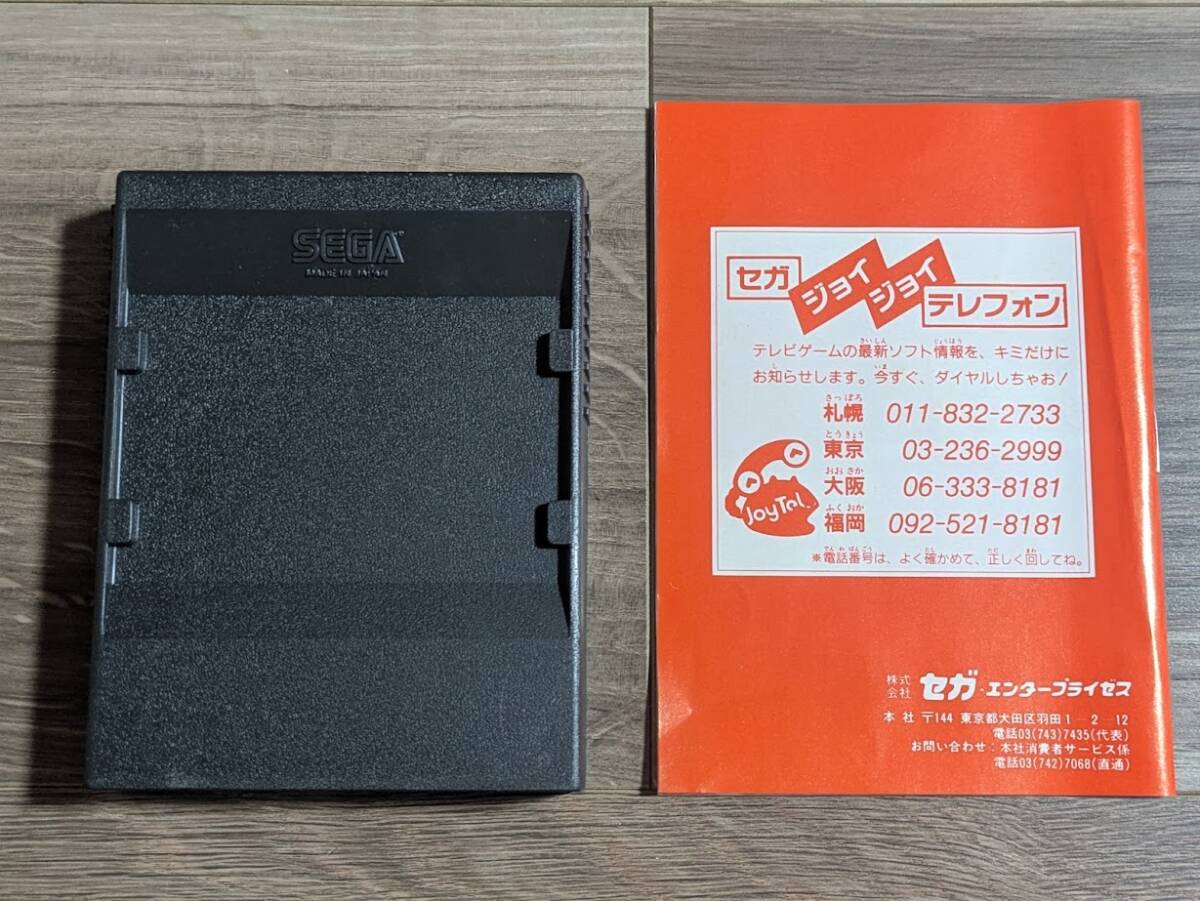 SEGA
MADE IN JAPAN
セガ ジョイ ジョイ テレフォン
テレビゲームの最新ソフト情報を、キミだけに
お知らせします。今すぐ、ダイヤルしちゃお!
札幌 011-832-2733
東京 03-236-2999
大阪 06-333-8181
福岡 092-521-8181
Joy Tel
※電話番号は、よく確かめて、正しく回してね。
株式会社 セガ・エンタープライゼス
本社 〒144 東京都大田区羽田1-2-12
電話03(743)7435(代表)
お問い合わせ:本社消費者サービス係
電話03(742)7068(直通)